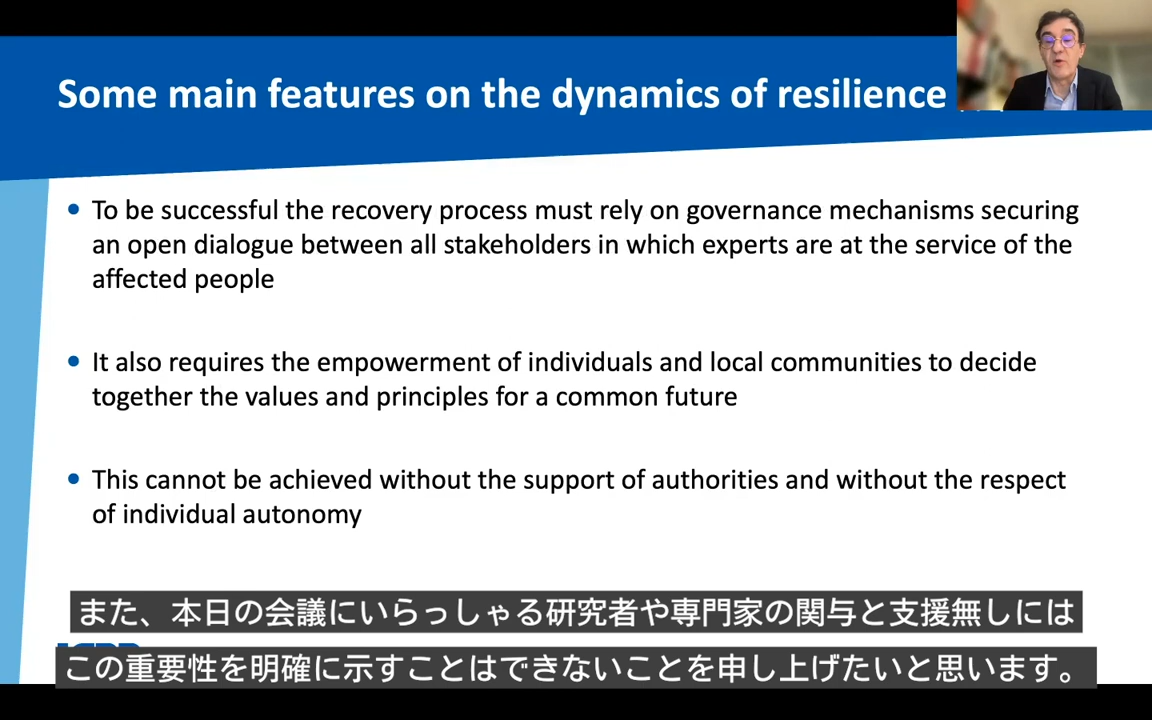 Some main features on the dynamics of resilience
• To be successful the recovery process must rely on governance mechanisms securing
an open dialogue between all stakeholders in which experts are at the service of the
affected people
• It also requires the empowerment of individuals and local communities to decide
together the values and principles for a common future
• This cannot be achieved without the support of authorities and without the respect
of individual autonomy
また、本日の会議にいらっしゃる研究者や専門家の関与と支援無しには
この重要性を明確に示すことはできないことを申し上げたいと思います。